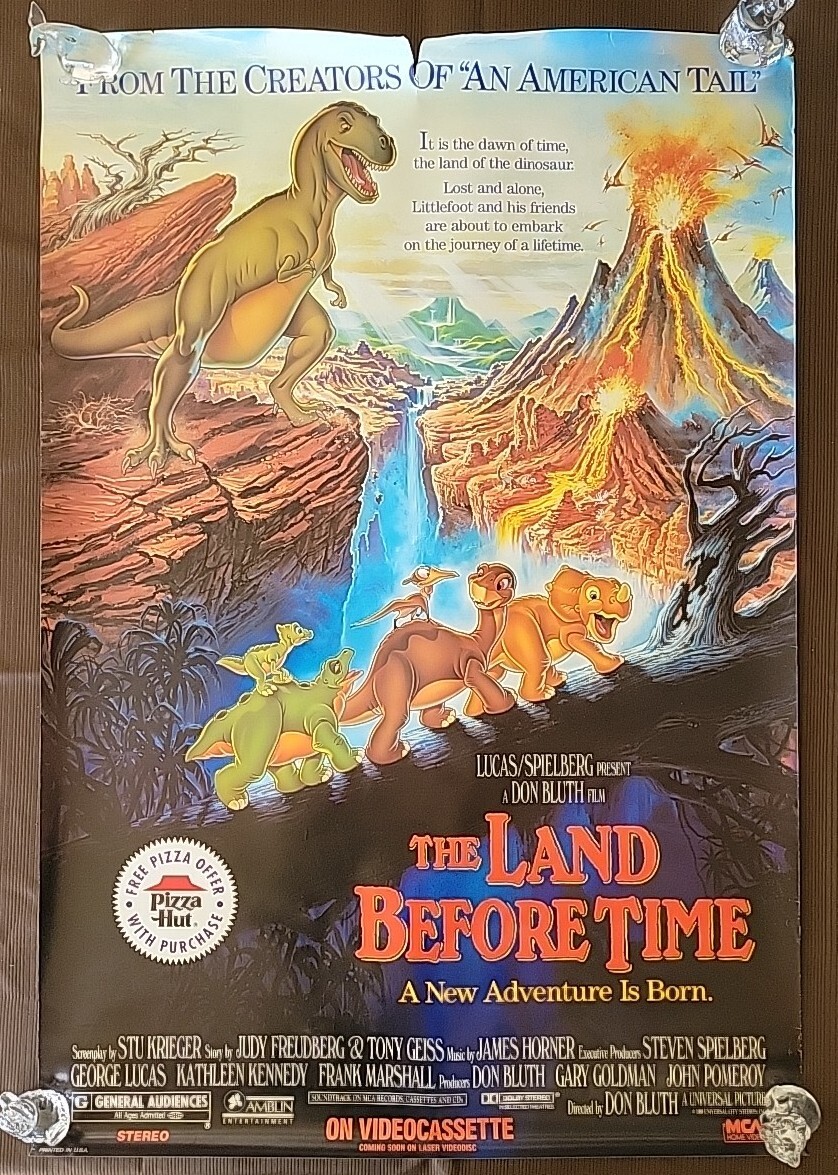 FROM THE CREATORS OF "AN AMERICAN TAIL"
It is the dawn of time,
the land of the dinosaur.
Lost and alone,
Littlefoot and his friends
are about to embark
on the journey of a lifetime.
LUCAS/SPIELBERG PRESENT
A DON BLUTH FILM
THE LAND
BEFORE TIME
A New Adventure Is Born.
FREE PIZZA OFFER
Pizza
Hut®
WITH PURCHASE
Screenplay by STU KRIEGER Story by JUDY FREUDBERG & TONY GEISS Music by JAMES HORNER Executive Producers STEVEN SPIELBERG
GEORGE LUCAS KATHLEEN KENNEDY FRANK MARSHALL Producers DON BLUTH GARY GOLDMAN JOHN POMEROY
G GENERAL AUDIENCES
All Ages Admitted
AMBLIN
ENTERTAINMENT
SOUNDTRACK ON MCA RECORDS, CASSETTES AND CDs
DOLBY STEREO
IN SELECTED THEATRES
Directed by DON BLUTH A UNIVERSAL PICTURE
STEREO
ON VIDEOCASSETTE
COMING SOON ON LASER VIDEODISC
MCA
HOME VIDEO
PRINTED IN U.S.A.